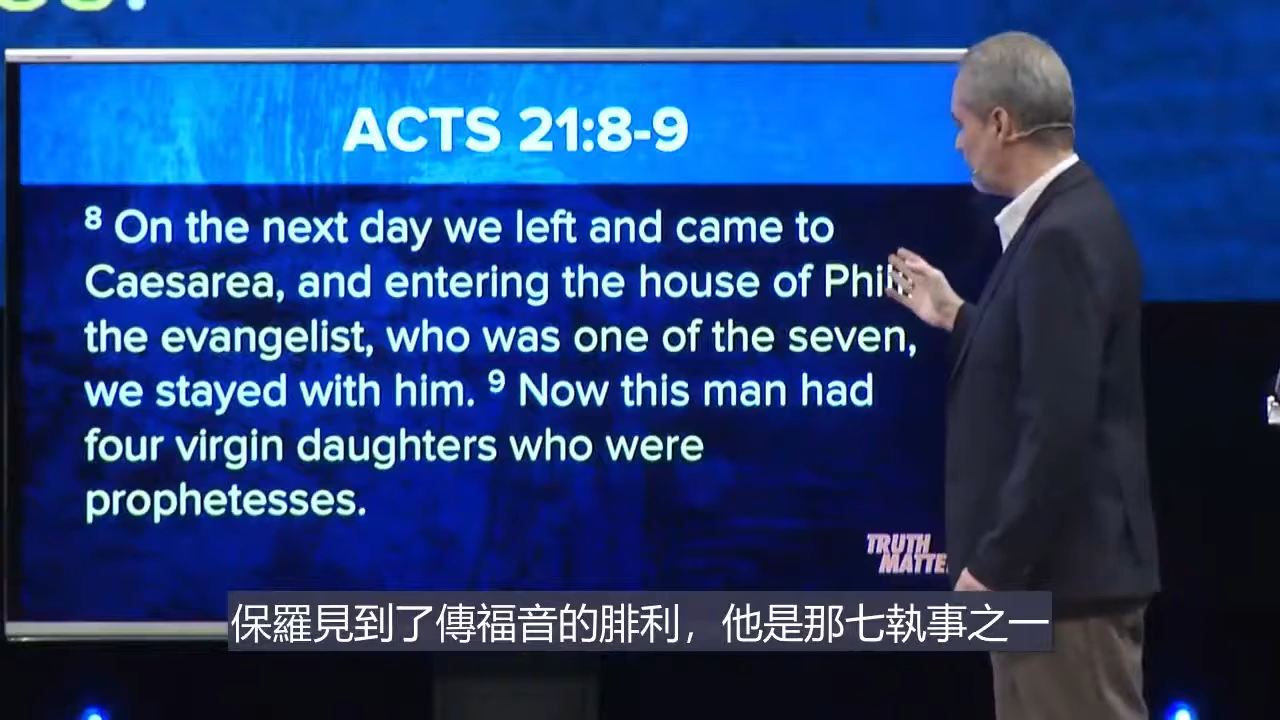 ACTS 21:8-9
⁸ On the next day we left and came to
Caesarea, and entering the house of
the evangelist, who was one of the seven,
we stayed with him. ⁹ Now this man had
four virgin daughters who were
prophetesses.
TRUTH
保羅見到了傳福音的腓利，他是那七執事之一